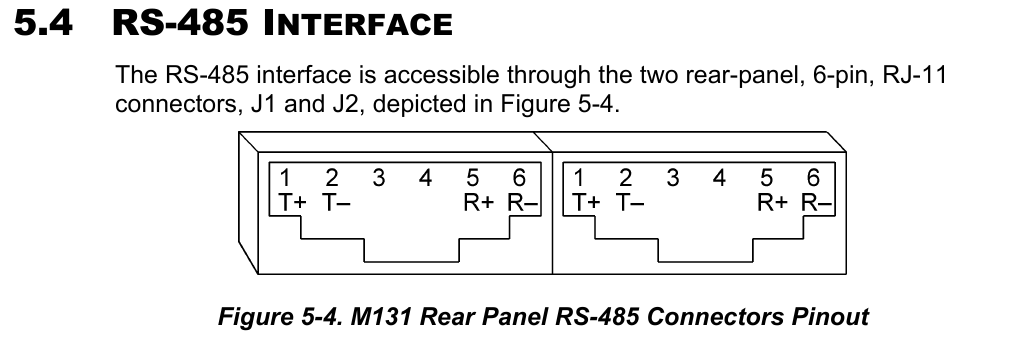 5.4 RS-485 INTERFACE
The RS-485 interface is accessible through the two rear-panel, 6-pin, RJ-11
connectors, J1 and J2, depicted in Figure 5-4.
1 2 3 4 5 6 1 2 3 4 5 6
T+ T– R+ R– T+ T– R+ R–
Figure 5-4. M131 Rear Panel RS-485 Connectors Pinout